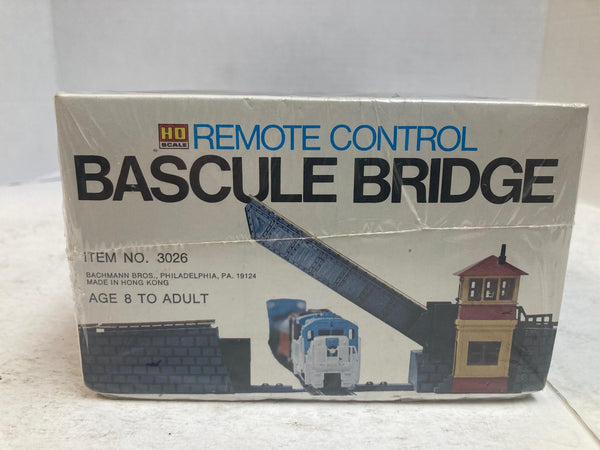 HO SCALE REMOTE CONTROL
BASCULE BRIDGE
ITEM NO. 3026
BACHMANN BROS., PHILADELPHIA, PA. 19124
MADE IN HONG KONG
AGE 8 TO ADULT